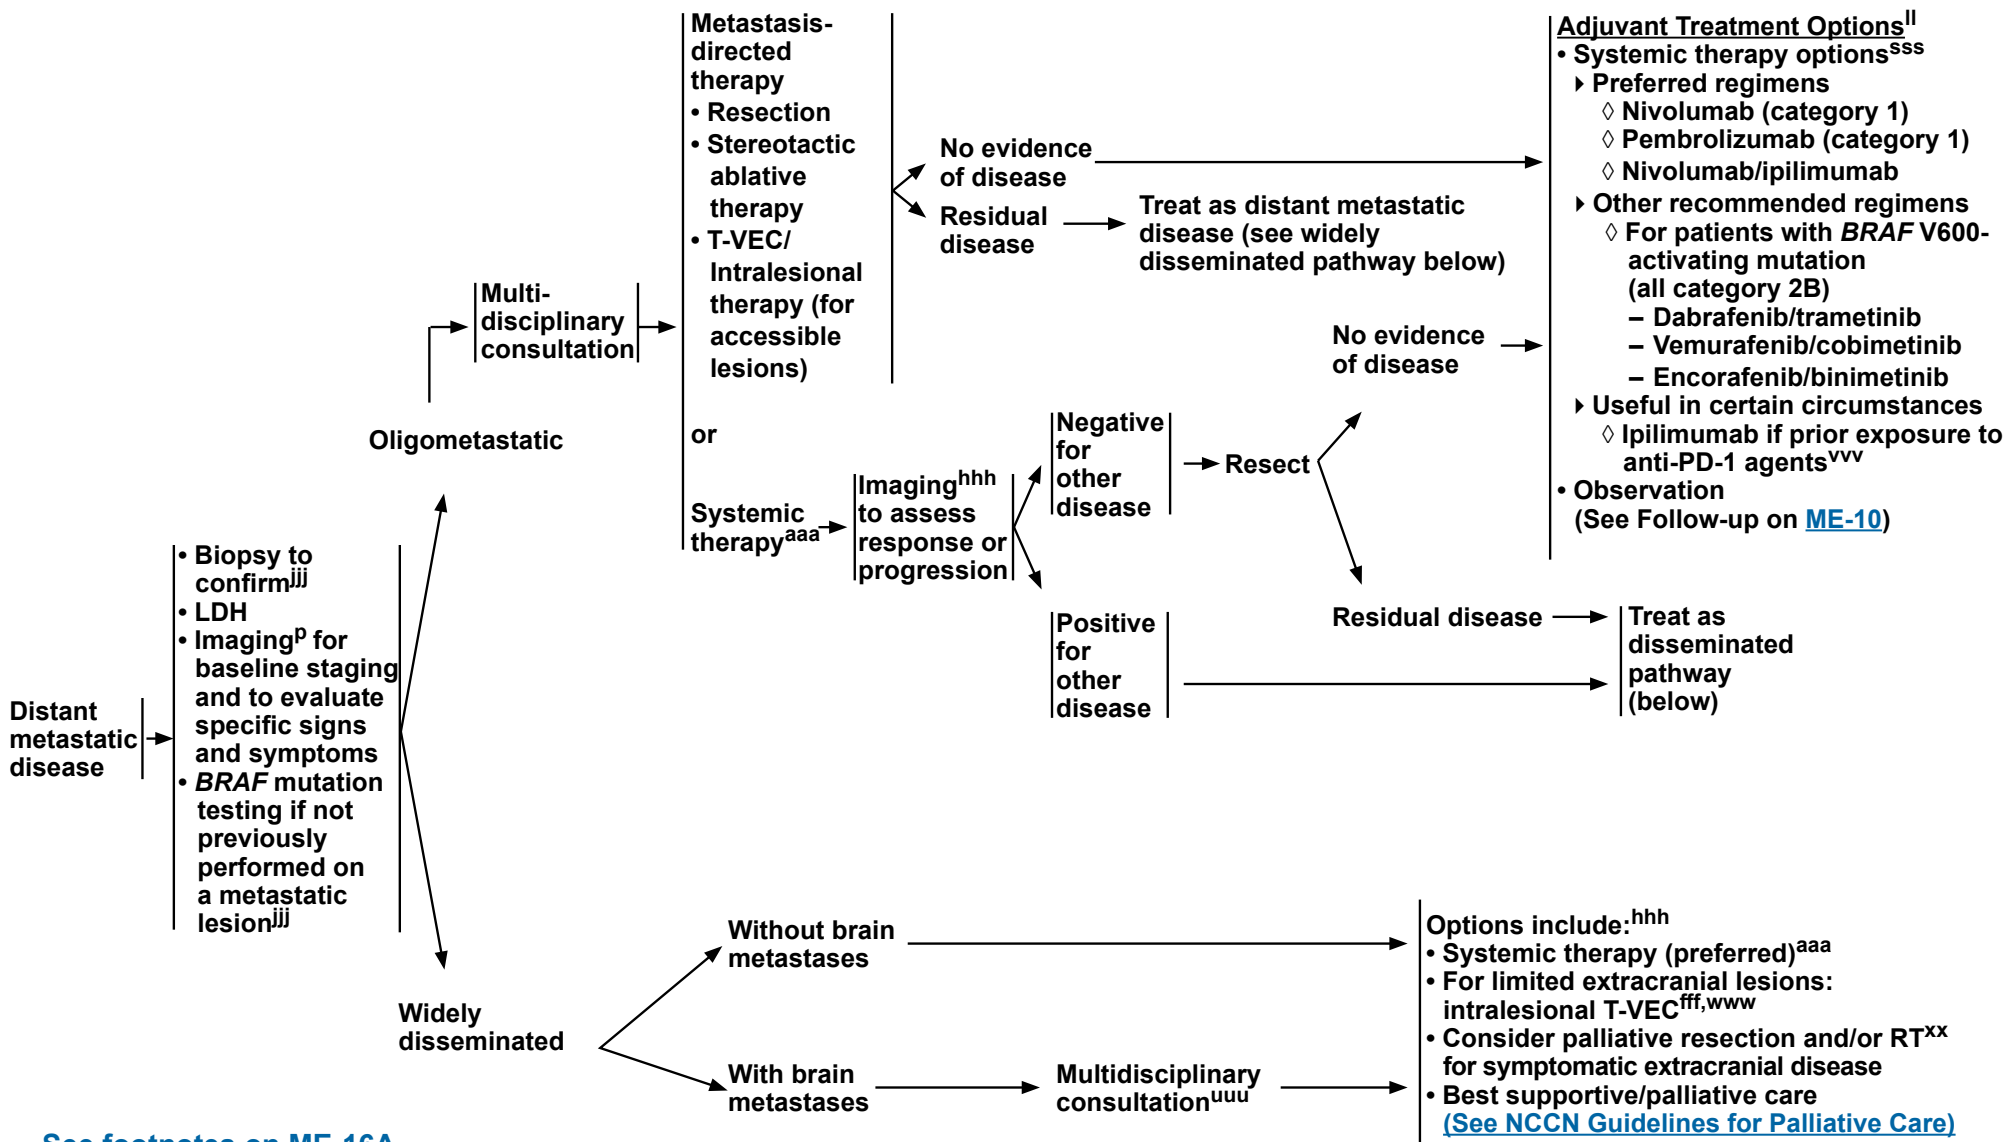 Distant
metastatic
disease
• Biopsy to
confirmjjj
• LDH
• Imagingp for
baseline staging
and to evaluate
specific signs
and symptoms
• BRAF mutation
testing if not
previously
performed on
a metastatic
lesionjjj
Oligometastatic
Multi-
disciplinary
consultation
Metastasis-
directed
therapy
• Resection
• Stereotactic
ablative
therapy
• T-VEC/
Intralesional
therapy (for
accessible
lesions)
or
Systemic
therapyaaa
No evidence
of disease
Residual
disease
Treat as distant metastatic
disease (see widely
disseminated pathway below)
Imaginghhh
to assess
response or
progression
Negative
for
other
disease
Resect
No evidence
of disease
Residual disease
Positive
for
other
disease
Treat as
disseminated
pathway
(below)
Adjuvant Treatment Optionsll
• Systemic therapy optionssss
▸ Preferred regimens
◊ Nivolumab (category 1)
◊ Pembrolizumab (category 1)
◊ Nivolumab/ipilimumab
▸ Other recommended regimens
◊ For patients with BRAF V600-
activating mutation
(all category 2B)
– Dabrafenib/trametinib
– Vemurafenib/cobimetinib
– Encorafenib/binimetinib
▸ Useful in certain circumstances
◊ Ipilimumab if prior exposure to
anti-PD-1 agentsvvv
• Observation
(See Follow-up on ME-10)
Widely
disseminated
Without brain
metastases
With brain
metastases
Multidisciplinary
consultationuuu
Options include:hhh
• Systemic therapy (preferred)aaa
• For limited extracranial lesions:
intralesional T-VECfff,www
• Consider palliative resection and/or RTxx
for symptomatic extracranial disease
• Best supportive/palliative care
(See NCCN Guidelines for Palliative Care)
See footnotes on ME-16A